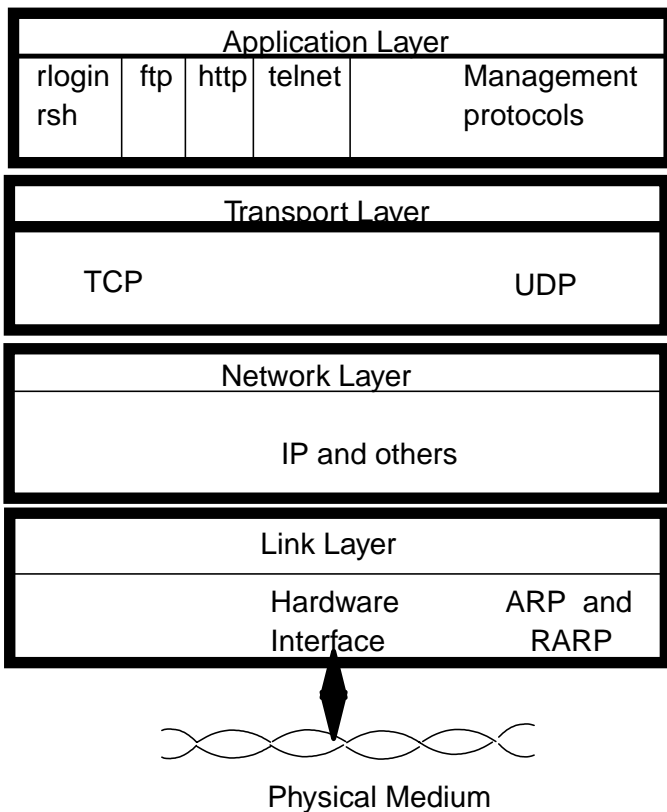 Application Layer
rlogin ftp http telnet Management
rsh protocols
Transport Layer
TCP UDP
Network Layer
IP and others
Link Layer
Hardware ARP and
Interface RARP
Physical Medium